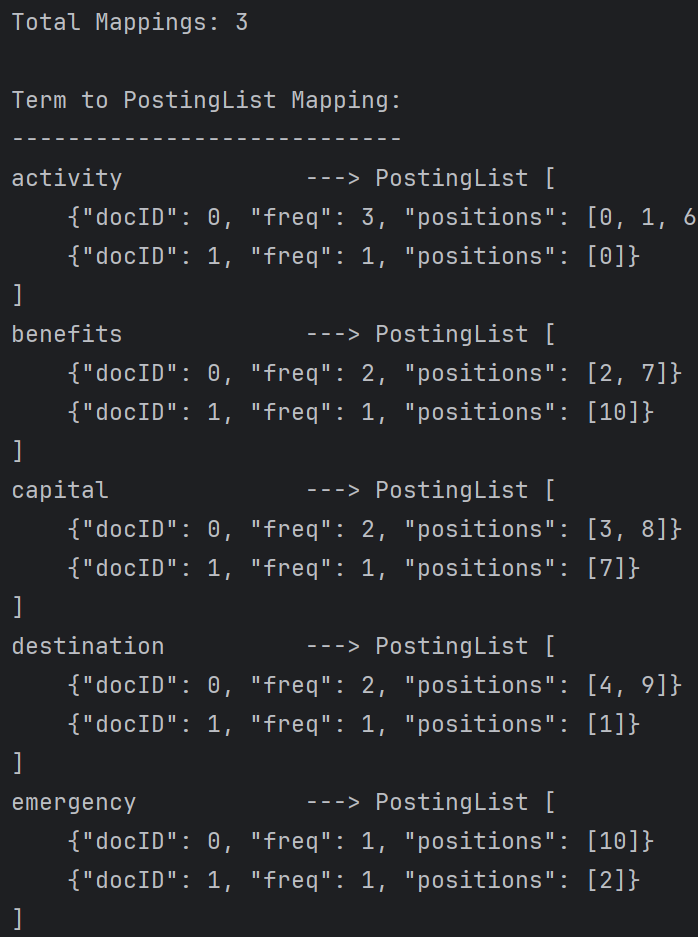 Total Mappings: 3
Term to PostingList Mapping:
----------------------------
activity             ---> PostingList [
    {"docID": 0, "freq": 3, "positions": [0, 1, 6
    {"docID": 1, "freq": 1, "positions": [0]}
]
benefits             ---> PostingList [
    {"docID": 0, "freq": 2, "positions": [2, 7]}
    {"docID": 1, "freq": 1, "positions": [10]}
]
capital              ---> PostingList [
    {"docID": 0, "freq": 2, "positions": [3, 8]}
    {"docID": 1, "freq": 1, "positions": [7]}
]
destination          ---> PostingList [
    {"docID": 0, "freq": 2, "positions": [4, 9]}
    {"docID": 1, "freq": 1, "positions": [1]}
]
emergency            ---> PostingList [
    {"docID": 0, "freq": 1, "positions": [10]}
    {"docID": 1, "freq": 1, "positions": [2]}
]